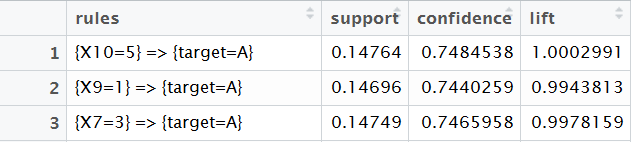 rules support confidence lift
1 {X10=5} => {target=A} 0.14764 0.7484538 1.0002991
2 {X9=1} => {target=A} 0.14696 0.7440259 0.9943813
3 {X7=3} => {target=A} 0.14749 0.7465958 0.9978159